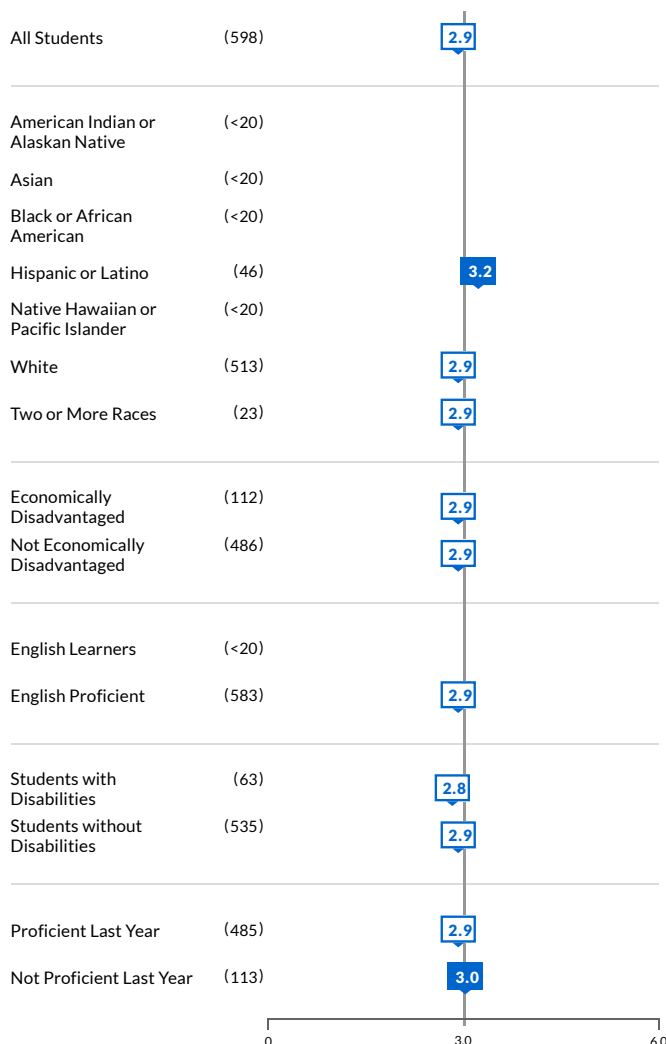 All Students (598) 2.9
American Indian or (<20)
Alaskan Native
Asian (<20)
Black or African (<20)
American
Hispanic or Latino (46) 3.2
Native Hawaiian or (<20)
Pacific Islander
White (513) 2.9
Two or More Races (23) 2.9
Economically (112) 2.9
Disadvantaged
Not Economically (486) 2.9
Disadvantaged
English Learners (<20)
English Proficient (583) 2.9
Students with (63) 2.8
Disabilities
Students without (535) 2.9
Disabilities
Proficient Last Year (485) 2.9
Not Proficient Last Year (113) 3.0
0 3.0 6.0